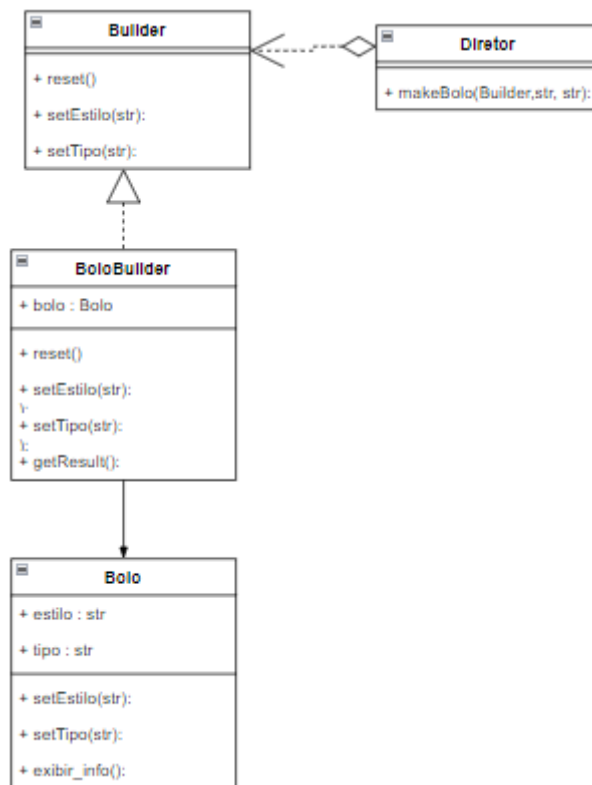 Builder
+ reset()
+ setEstilo(str):
+ setTipo(str):
Diretor
+ makeBolo(Builder,str, str):
BoloBuilder
+ bolo : Bolo
+ reset()
+ setEstilo(str):
):
+ setTipo(str):
):
+ getResult():
Bolo
+ estilo : str
+ tipo : str
+ setEstilo(str):
+ setTipo(str):
+ exibir_info():